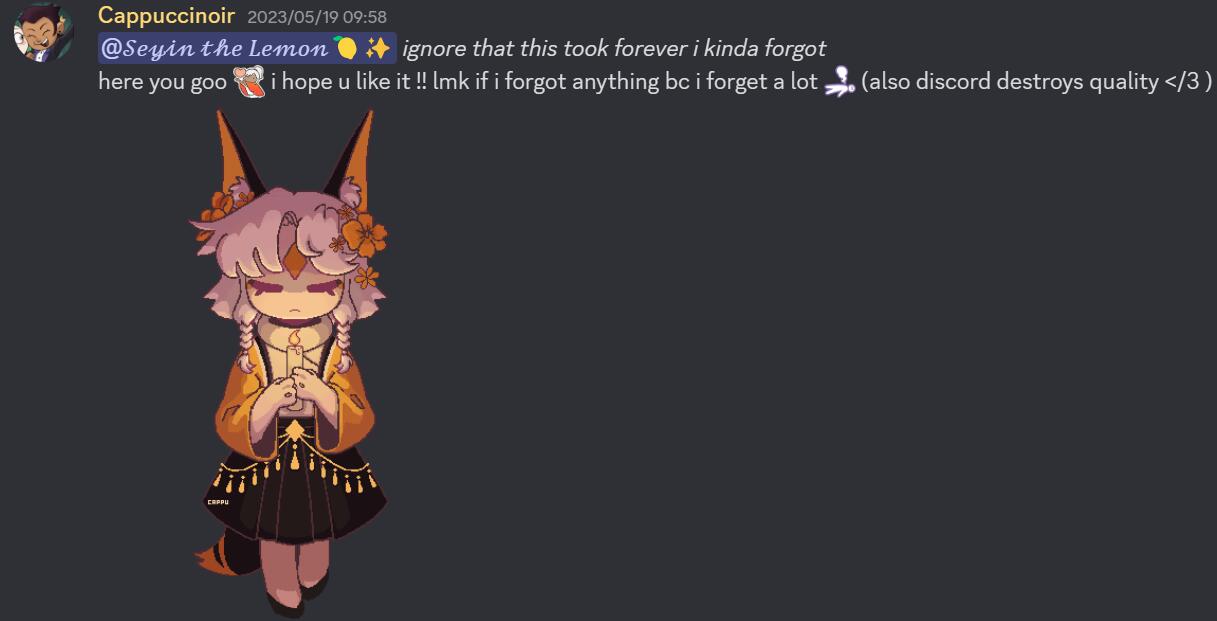 Cappuccinoir 2023/05/19 09:58
@𝓢𝓮𝔂𝓲𝓷 𝓽𝓱𝓮 𝓛𝓮𝓶𝓸𝓷 🍋 ✨ ignore that this took forever i kinda forgot
here you goo i hope u like it !! lmk if i forgot anything bc i forget a lot (also discord destroys quality </3 )
CAPPU